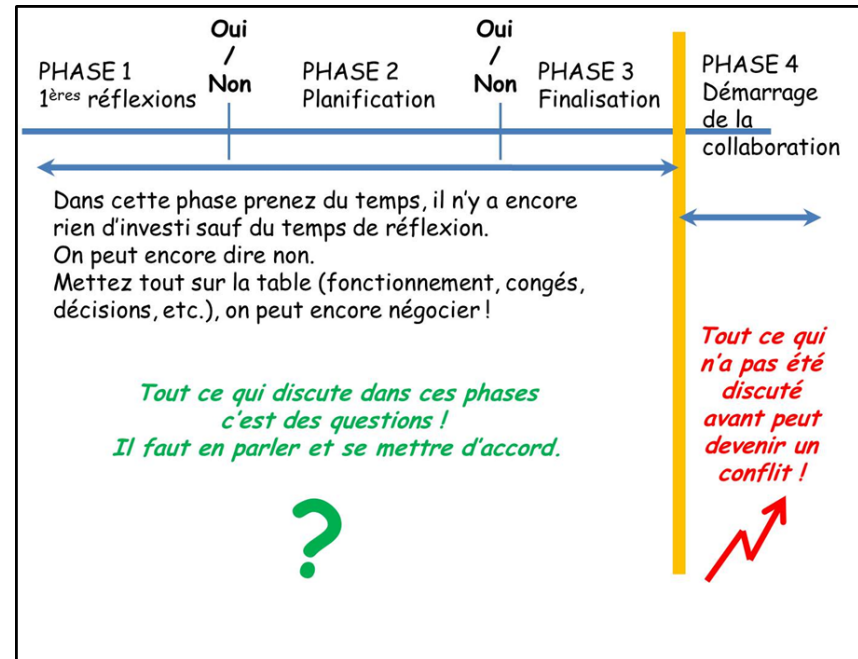 Oui
/
Non
Oui
/
Non
PHASE 1
1ères réflexions
PHASE 2
Planification
PHASE 3
Finalisation
PHASE 4
Démarrage
de la
collaboration
Dans cette phase prenez du temps, il n'y a encore
rien d'investi sauf du temps de réflexion.
On peut encore dire non.
Mettez tout sur la table (fonctionnement, congés,
décisions, etc.), on peut encore négocier !
Tout ce qui discute dans ces phases
c'est des questions !
Il faut en parler et se mettre d'accord.
?
Tout ce qui
n'a pas été
discuté
avant peut
devenir un
conflit !